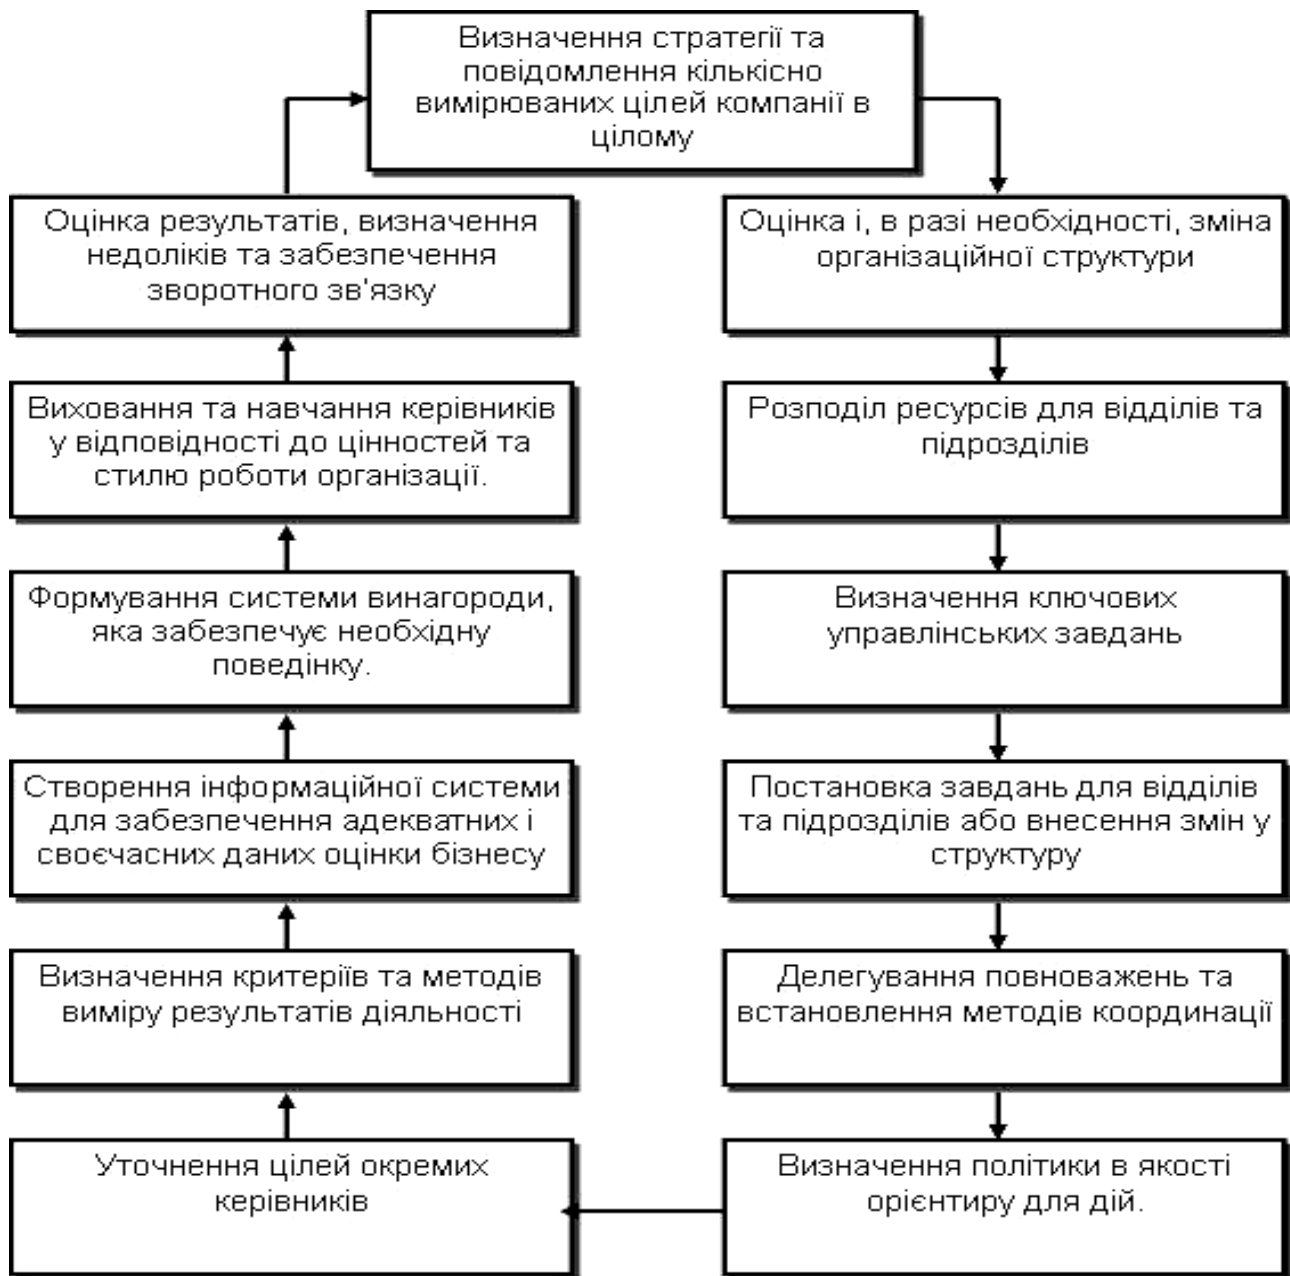 Визначення стратегії та
повідомлення кількісно
вимірюваних цілей компанії в
цілому
Оцінка і, в разі необхідності, зміна
організаційної структури
Розподіл ресурсів для відділів та
підрозділів
Визначення ключових
управлінських завдань
Постановка завдань для відділів
та підрозділів або внесення змін у
структуру
Делегування повноважень та
встановлення методів координації
Визначення політики в якості
орієнтиру для дій.
Уточнення цілей окремих
керівників
Визначення критеріїв та методів
виміру результатів діяльності
Створення інформаційної системи
для забезпечення адекватних і
своєчасних даних оцінки бізнесу
Формування системи винагороди,
яка забезпечує необхідну
поведінку.
Виховання та навчання керівників
у відповідності до цінностей та
стилю роботи організації.
Оцінка результатів, визначення
недоліків та забезпечення
зворотного зв'язку